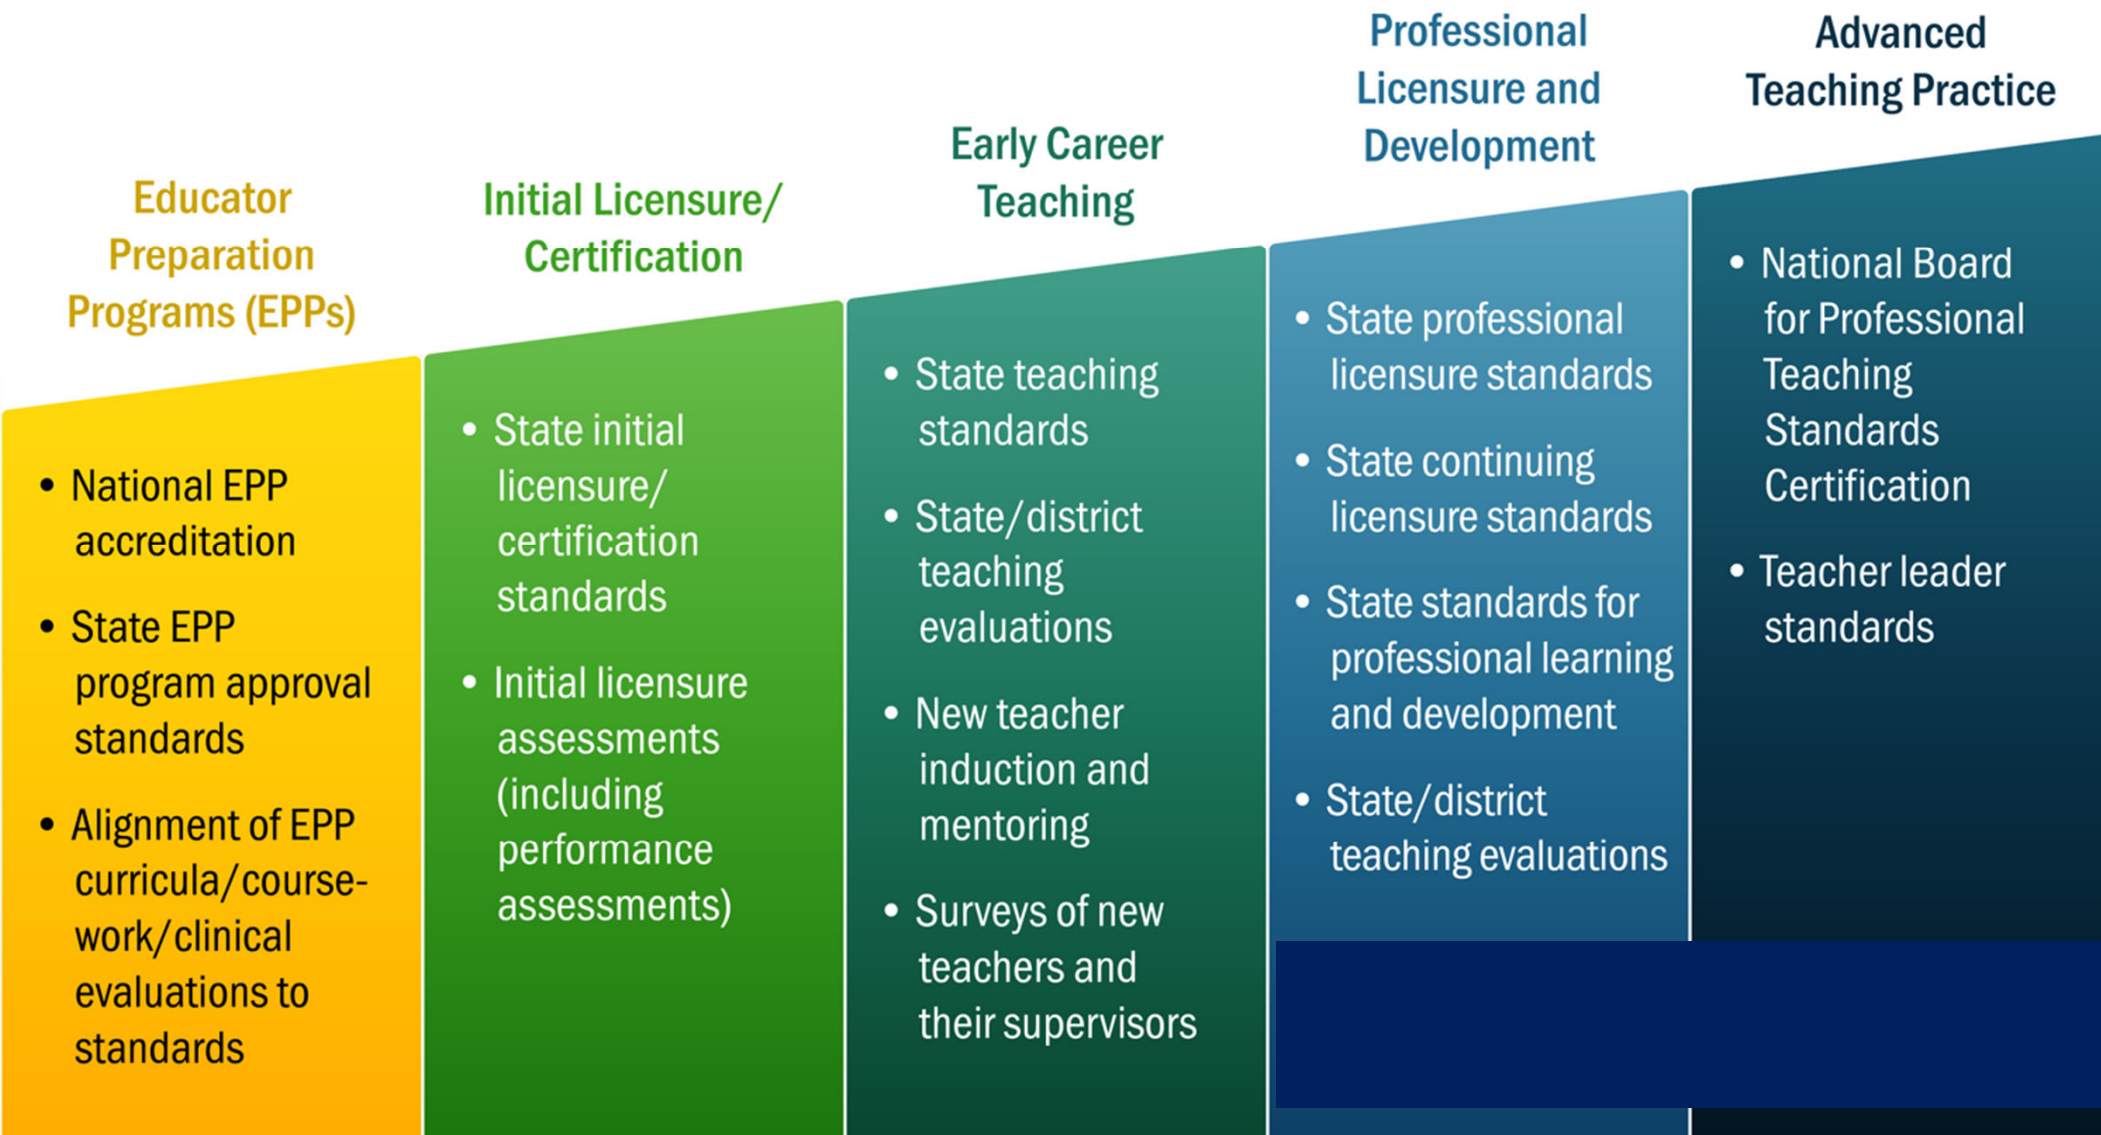 Educator
Preparation
Programs (EPPs)
• National EPP
accreditation
• State EPP
program approval
standards
• Alignment of EPP
curricula/course-
work/clinical
evaluations to
standards
Initial Licensure/
Certification
• State initial
licensure/
certification
standards
• Initial licensure
assessments
(including
performance
assessments)
Early Career
Teaching
• State teaching
standards
• State/district
teaching
evaluations
• New teacher
induction and
mentoring
• Surveys of new
teachers and
their supervisors
Professional
Licensure and
Development
• State professional
licensure standards
• State continuing
licensure standards
• State standards for
professional learning
and development
• State/district
teaching evaluations
Advanced
Teaching Practice
• National Board
for Professional
Teaching
Standards
Certification
• Teacher leader
standards